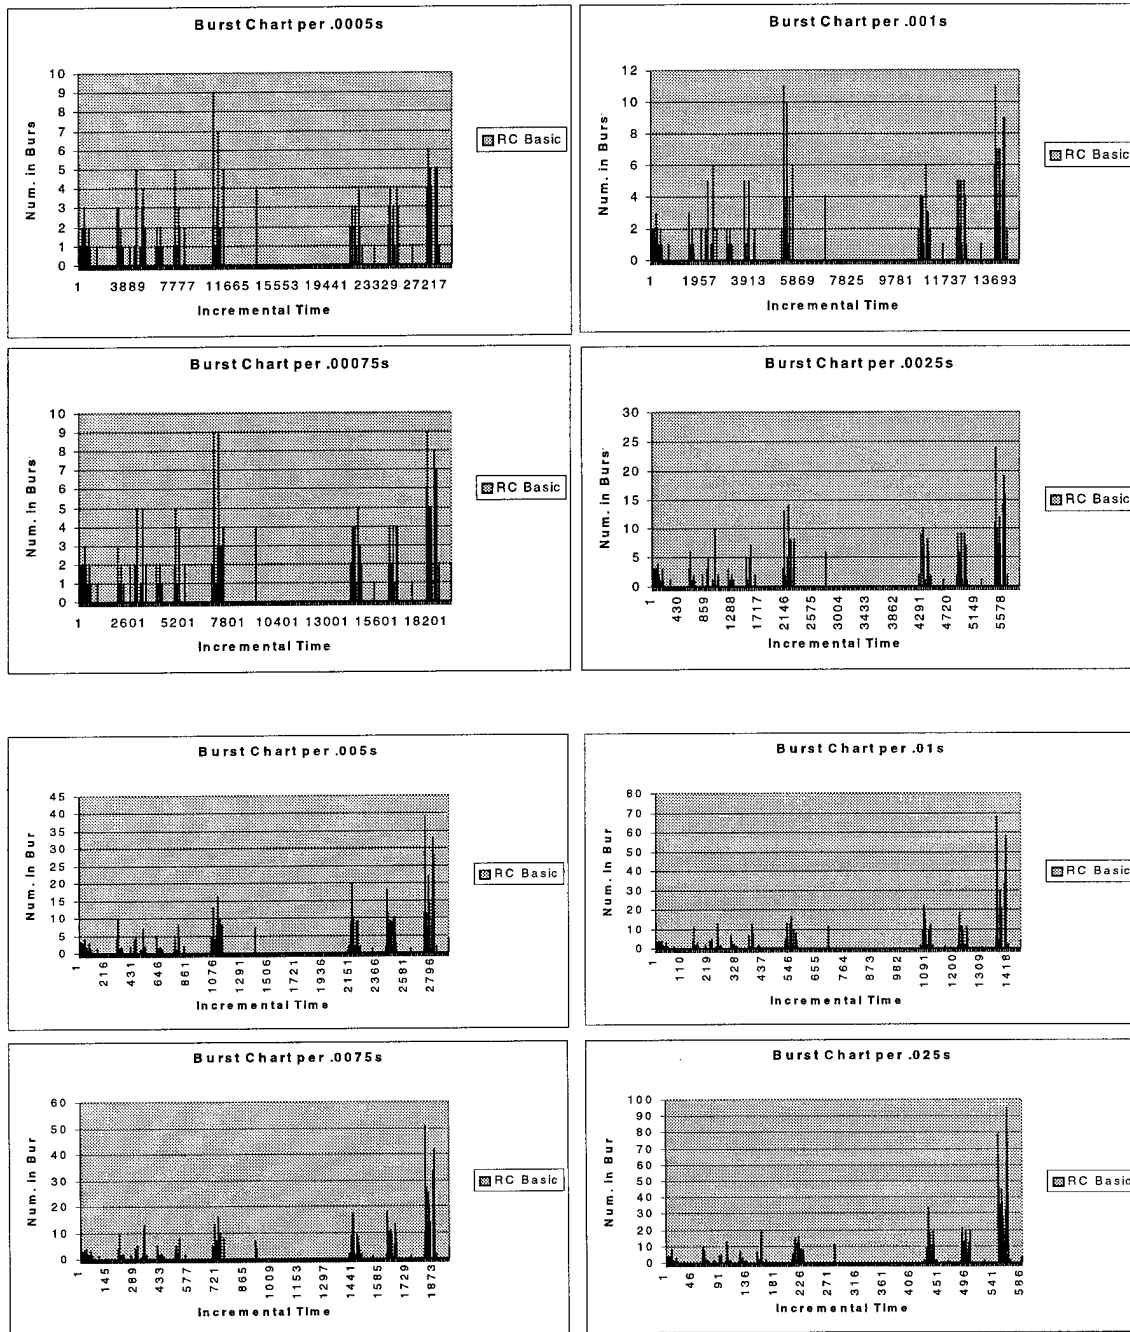 Burst Chart per .0005s
10
9
8
7
6
5
4
3
2
1
0
Num. in Burs
RC Basic
1 3889 7777 11665 15553 19441 23329 27217
Incremental Time
Burst Chart per .001s
12
10
8
6
4
2
0
Num. in Burs
RC Basic
1 1957 3913 5869 7825 9781 11737 13693
Incremental Time
Burst Chart per .00075s
10
9
8
7
6
5
4
3
2
1
0
Num. in Burs
RC Basic
1 2601 5201 7801 10401 13001 15601 18201
Incremental Time
Burst Chart per .0025s
30
25
20
15
10
5
0
Num. in Burs
RC Basic
1 430 859 1288 1717 2146 2575 3004 3433 3862 4291 4720 5149 5578
Incremental Time
Burst Chart per .005s
45
40
35
30
25
20
15
10
5
0
Num. in Bur
RC Basic
1 216 431 646 861 1076 1291 1506 1721 1936 2151 2366 2581 2796
Incremental Time
Burst Chart per .01s
80
70
60
50
40
30
20
10
0
Num. in Bur
RC Basic
1 110 219 328 437 546 655 764 873 982 1091 1200 1309 1418
Incremental Time
Burst Chart per .0075s
60
50
40
30
20
10
0
Num. in Bur
RC Basic
1 145 289 433 577 721 865 1009 1153 1297 1441 1585 1729 1873
Incremental Time
Burst Chart per .025s
100
90
80
70
60
50
40
30
20
10
0
Num. in Bur
RC Basic
1 46 91 136 181 226 271 316 361 406 451 496 541 586
Incremental Time